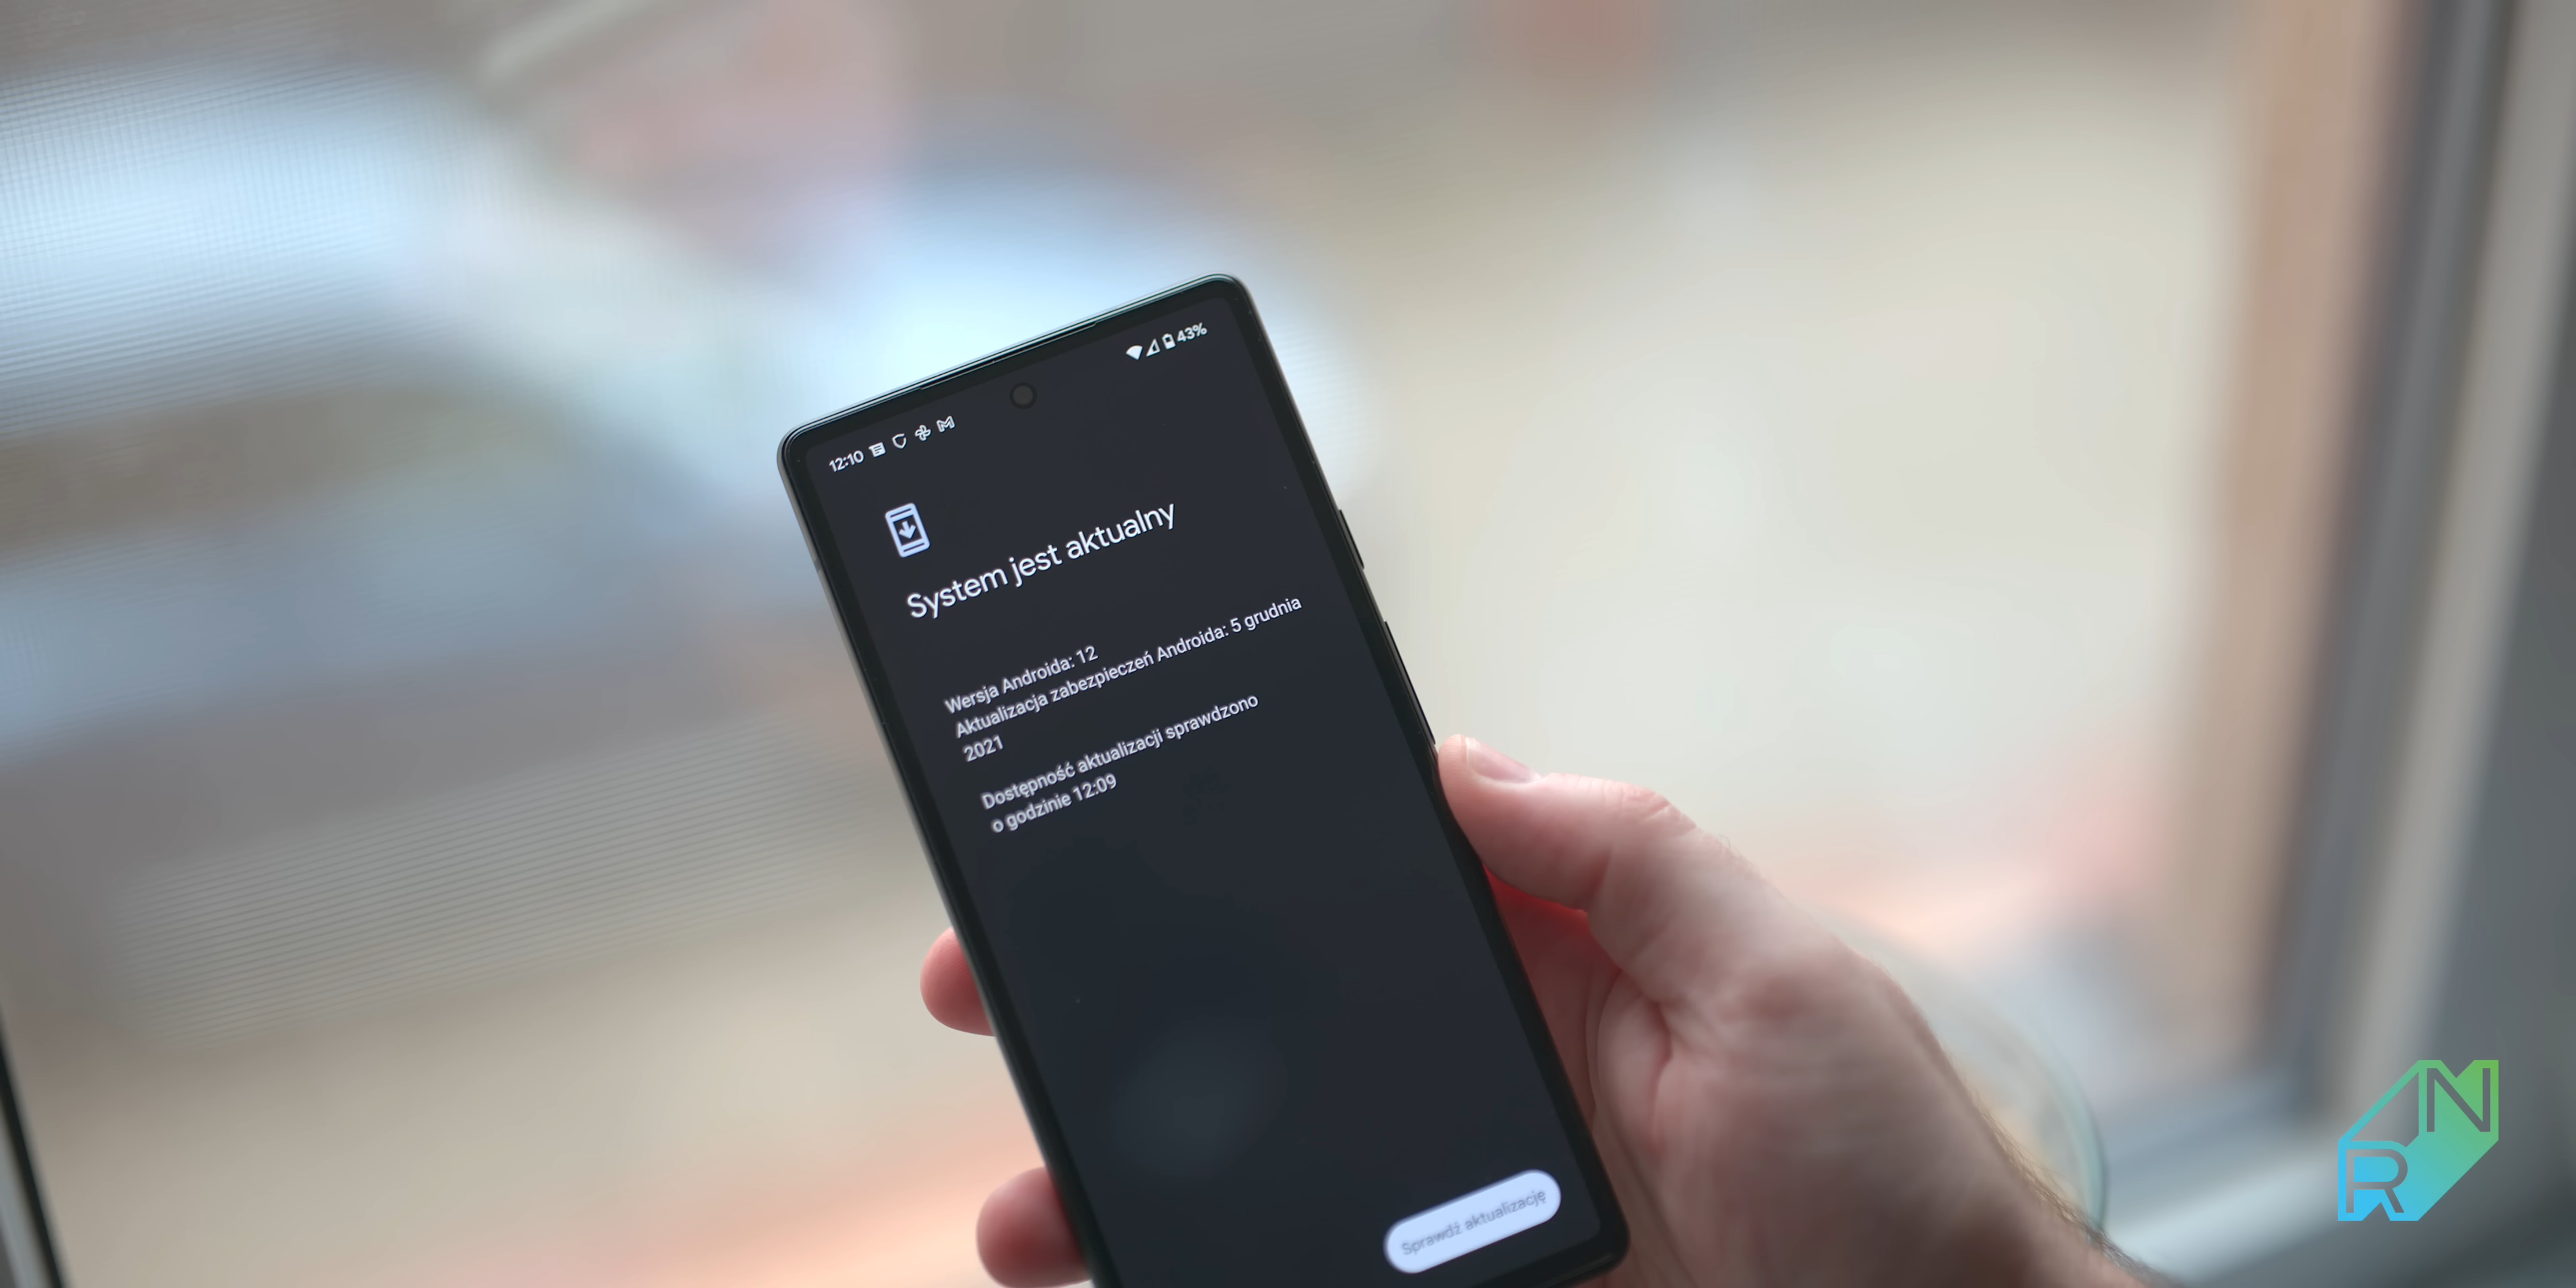 12:10
43%
System jest aktualny
Wersja Androida: 12
Aktualizacja zabezpieczeń Androida: 5 grudnia
2021
Dostępność aktualizacji sprawdzono
o godzinie 12:09
Sprawdź aktualizację
RN